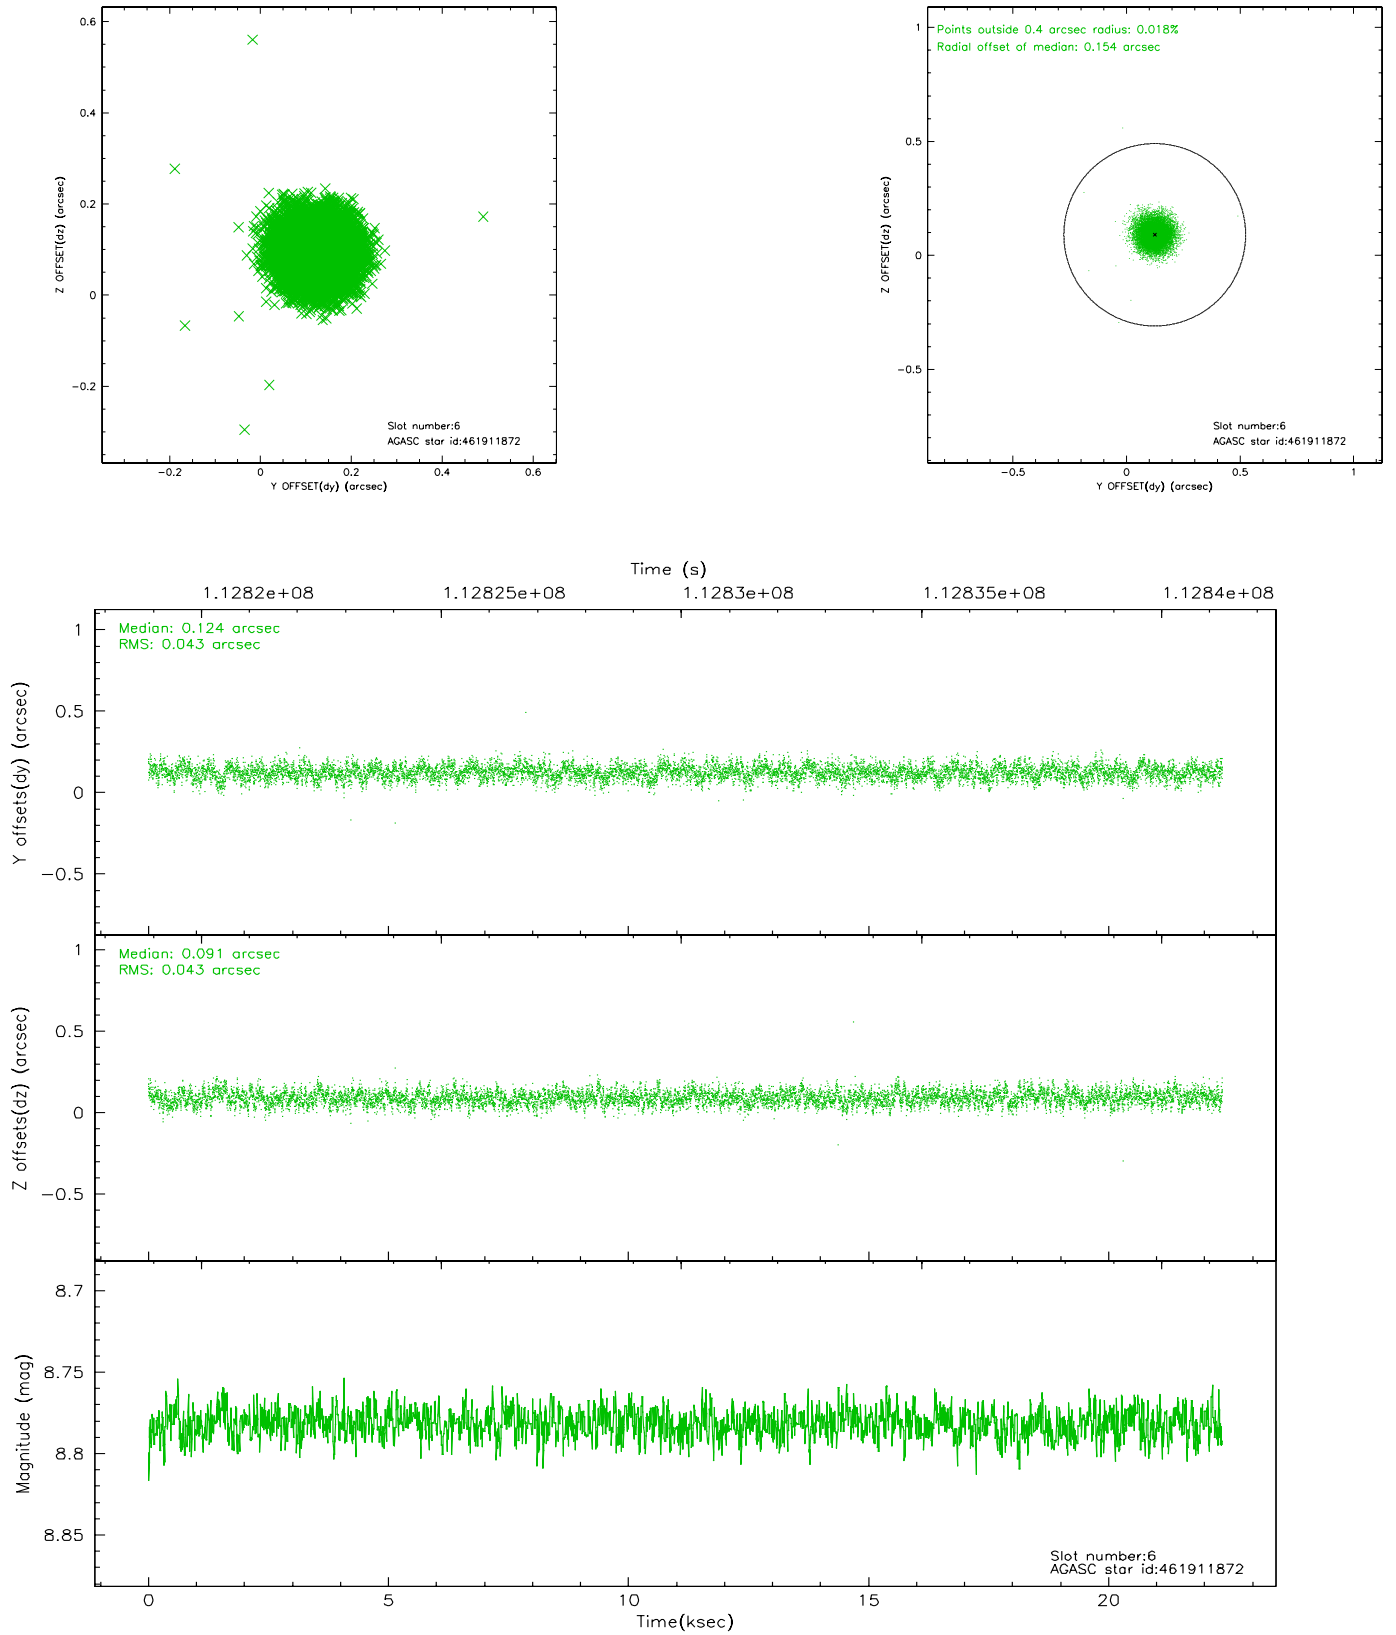 0.6
0.4
0.2
0
−0.2
Z OFFSET(dz) (arcsec)
Slot number:6
AGASC star id:461911872
−0.2 0 0.2 0.4 0.6
Y OFFSET(dy) (arcsec)
Points outside 0.4 arcsec radius: 0.018%
Radial offset of median: 0.154 arcsec
1
0.5
0
−0.5
Z OFFSET(dz) (arcsec)
Slot number:6
AGASC star id:461911872
−0.5 0 0.5 1
Y OFFSET(dy) (arcsec)
Time (s)
1.1282e+08 1.12825e+08 1.1283e+08 1.12835e+08 1.1284e+08
Median: 0.124 arcsec
RMS: 0.043 arcsec
1
0.5
0
−0.5
Y offsets(dy) (arcsec)
Median: 0.091 arcsec
RMS: 0.043 arcsec
1
0.5
0
−0.5
Z offsets(dz) (arcsec)
8.7
8.75
8.8
8.85
Magnitude (mag)
Slot number:6
AGASC star id:461911872
0 5 10 15 20
Time(ksec)